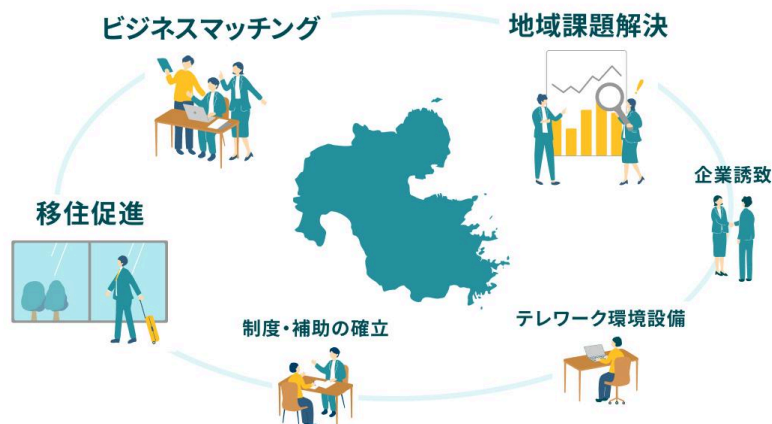 ビジネスマッチング
地域課題解決
企業誘致
移住促進
テレワーク環境設備
制度・補助の確立